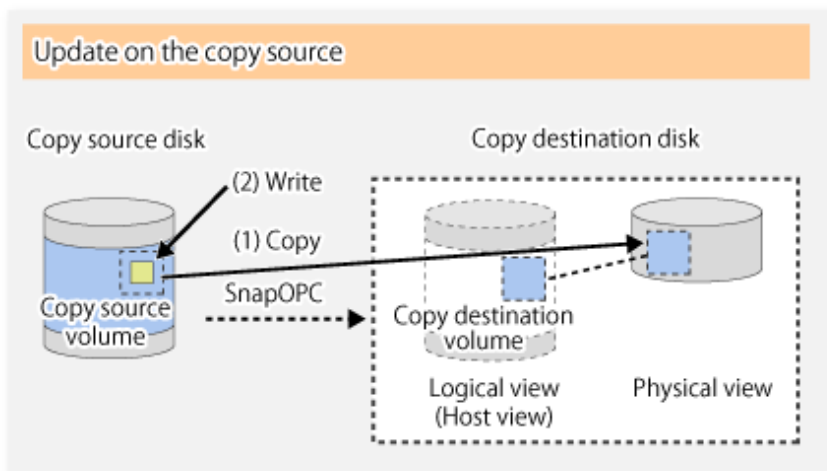 Update on the copy source
Copy source disk
Copy destination disk
(2) Write
(1) Copy
SnapOPC
Copy source
volume
Copy destination
volume
Logical view
(Host view)
Physical view